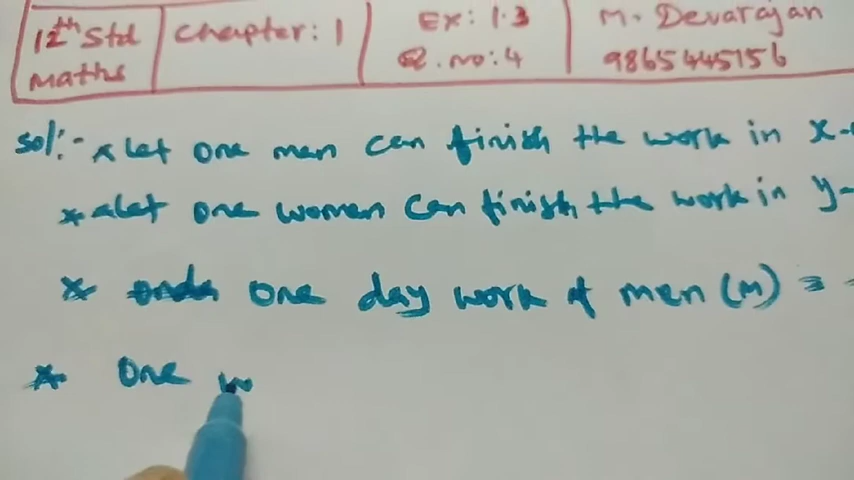 12th Std
Maths
Chapter: 1
Ex: 1.3
Q. no: 4
M. Devarajan
9865445156
Sol:- * Let one men can finish the work in x-
* Let one women can finish the work in y-
* one day work of men (M) =
* One w